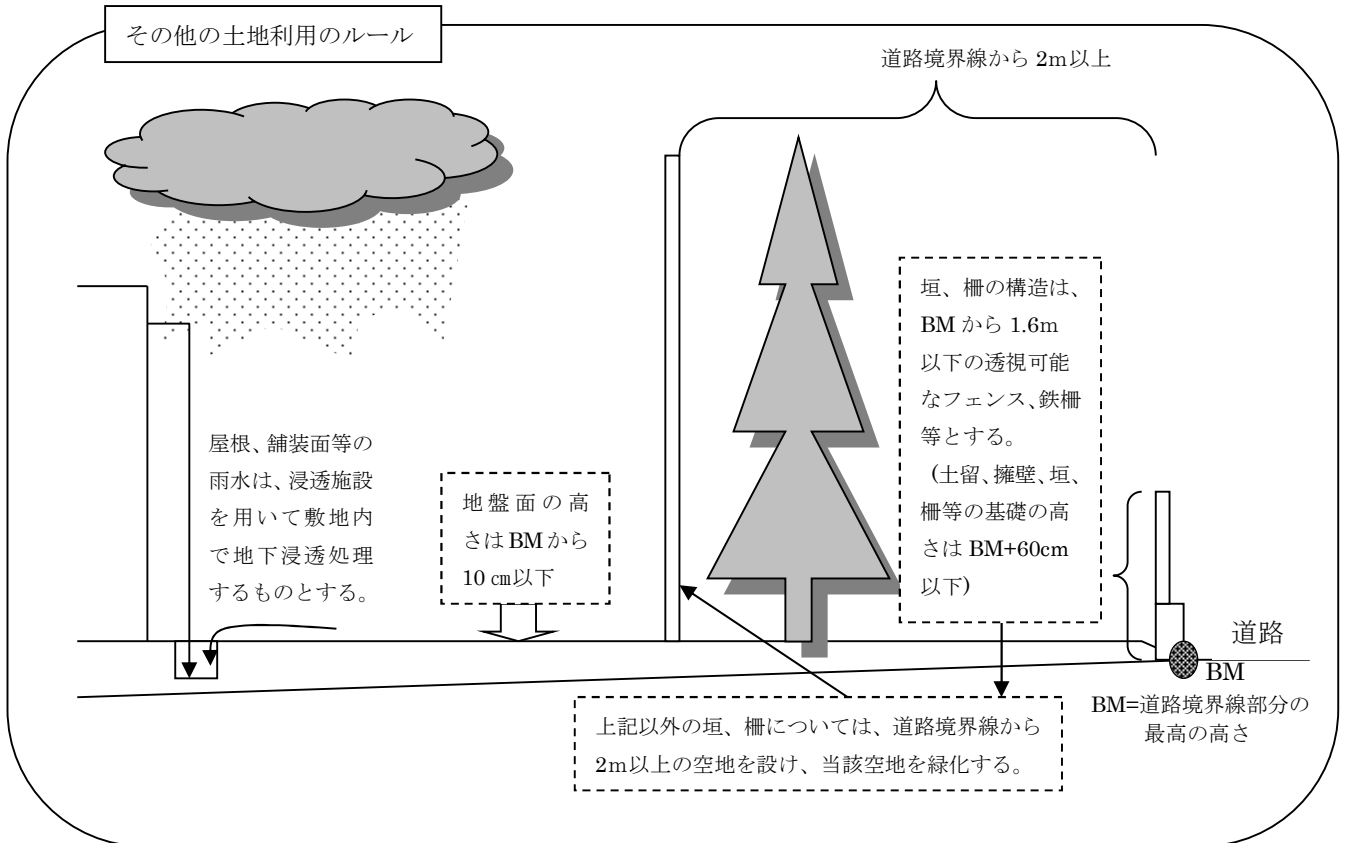 その他の土地利用のルール
道路境界線から 2m以上
垣、柵の構造は、
BM から 1.6m
以下の透視可能
なフェンス、鉄柵
等とする。
(土留、擁壁、垣、
柵等の基礎の高
さは BM+60cm
以下)
屋根、舗装面等の
雨水は、浸透施設
を用いて敷地内
で地下浸透処理
するものとする。
地盤面の高
さは BM から
10 ㎝以下
道路
BM
BM=道路境界線部分の
最高の高さ
上記以外の垣、柵については、道路境界線から
2m以上の空地を設け、当該空地を緑化する。